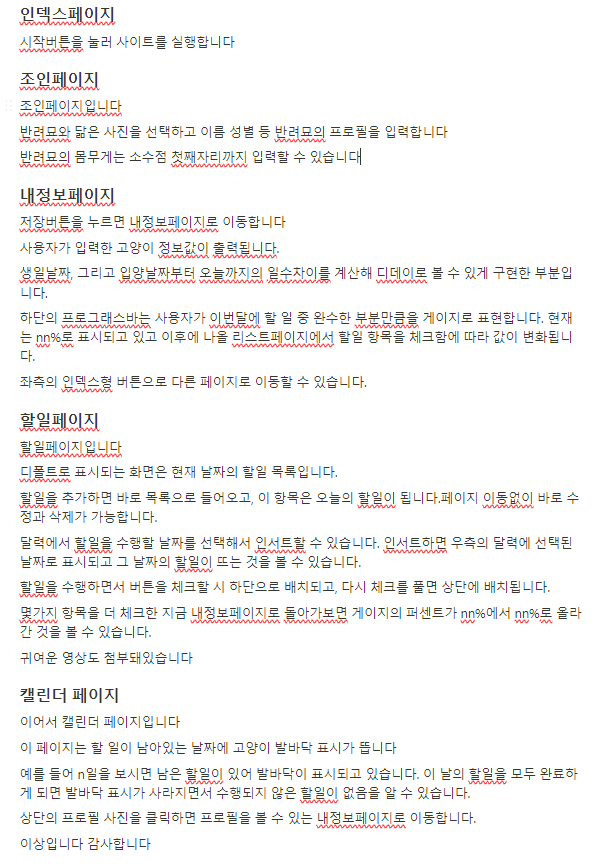 인덱스페이지
시작버튼을 눌러 사이트를 실행합니다
조인페이지
조인페이지입니다
반려묘와 닮은 사진을 선택하고 이름 성별 등 반려묘의 프로필을 입력합니다
반려묘의 몸무게는 소수점 첫째자리까지 입력할 수 있습니다
내정보페이지
저장버튼을 누르면 내정보페이지로 이동합니다
사용자가 입력한 고양이 정보값이 출력됩니다.
생일날짜, 그리고 입양날짜부터 오늘까지의 일수차이를 계산해 디데이로 볼 수 있게 구현한 부분입
니다.
하단의 프로그래스바는 사용자가 이번달에 할 일 중 완수한 부분만큼을 게이지로 표현합니다. 현재
는 nn%로 표시되고 있고 이후에 나올 리스트페이지에서 할일 항목을 체크함에 따라 값이 변화됩니
다.
좌측의 인덱스형 버튼으로 다른 페이지로 이동할 수 있습니다.
할일페이지
할일페이지입니다
디폴트로 표시되는 화면은 현재 날짜의 할일 목록입니다.
할일을 추가하면 바로 목록으로 들어오고, 이 항목은 오늘의 할일이 됩니다.페이지 이동없이 바로 수
정과 삭제가 가능합니다.
달력에서 할일을 수행할 날짜를 선택해서 인서트할 수 있습니다. 인서트하면 우측의 달력에 선택된
날짜로 표시되고 그 날짜의 할일이 뜨는 것을 볼 수 있습니다.
할일을 수행하면서 버튼을 체크할 시 하단으로 배치되고, 다시 체크를 풀면 상단에 배치됩니다.
몇가지 항목을 더 체크한 지금 내정보페이지로 돌아가보면 게이지의 퍼센트가 nn%에서 nn%로 올라
간 것을 볼 수 있습니다.
귀여운 영상도 첨부돼있습니다
캘린더 페이지
이어서 캘린더 페이지입니다
이 페이지는 할 일이 남아있는 날짜에 고양이 발바닥 표시가 뜹니다
예를 들어 n일을 보시면 남은 할일이 있어 발바닥이 표시되고 있습니다. 이 날의 할일을 모두 완료하
게 되면 발바닥 표시가 사라지면서 수행되지 않은 할일이 없음을 알 수 있습니다.
상단의 프로필 사진을 클릭하면 프로필을 볼 수 있는 내정보페이지로 이동합니다.
이상입니다 감사합니다